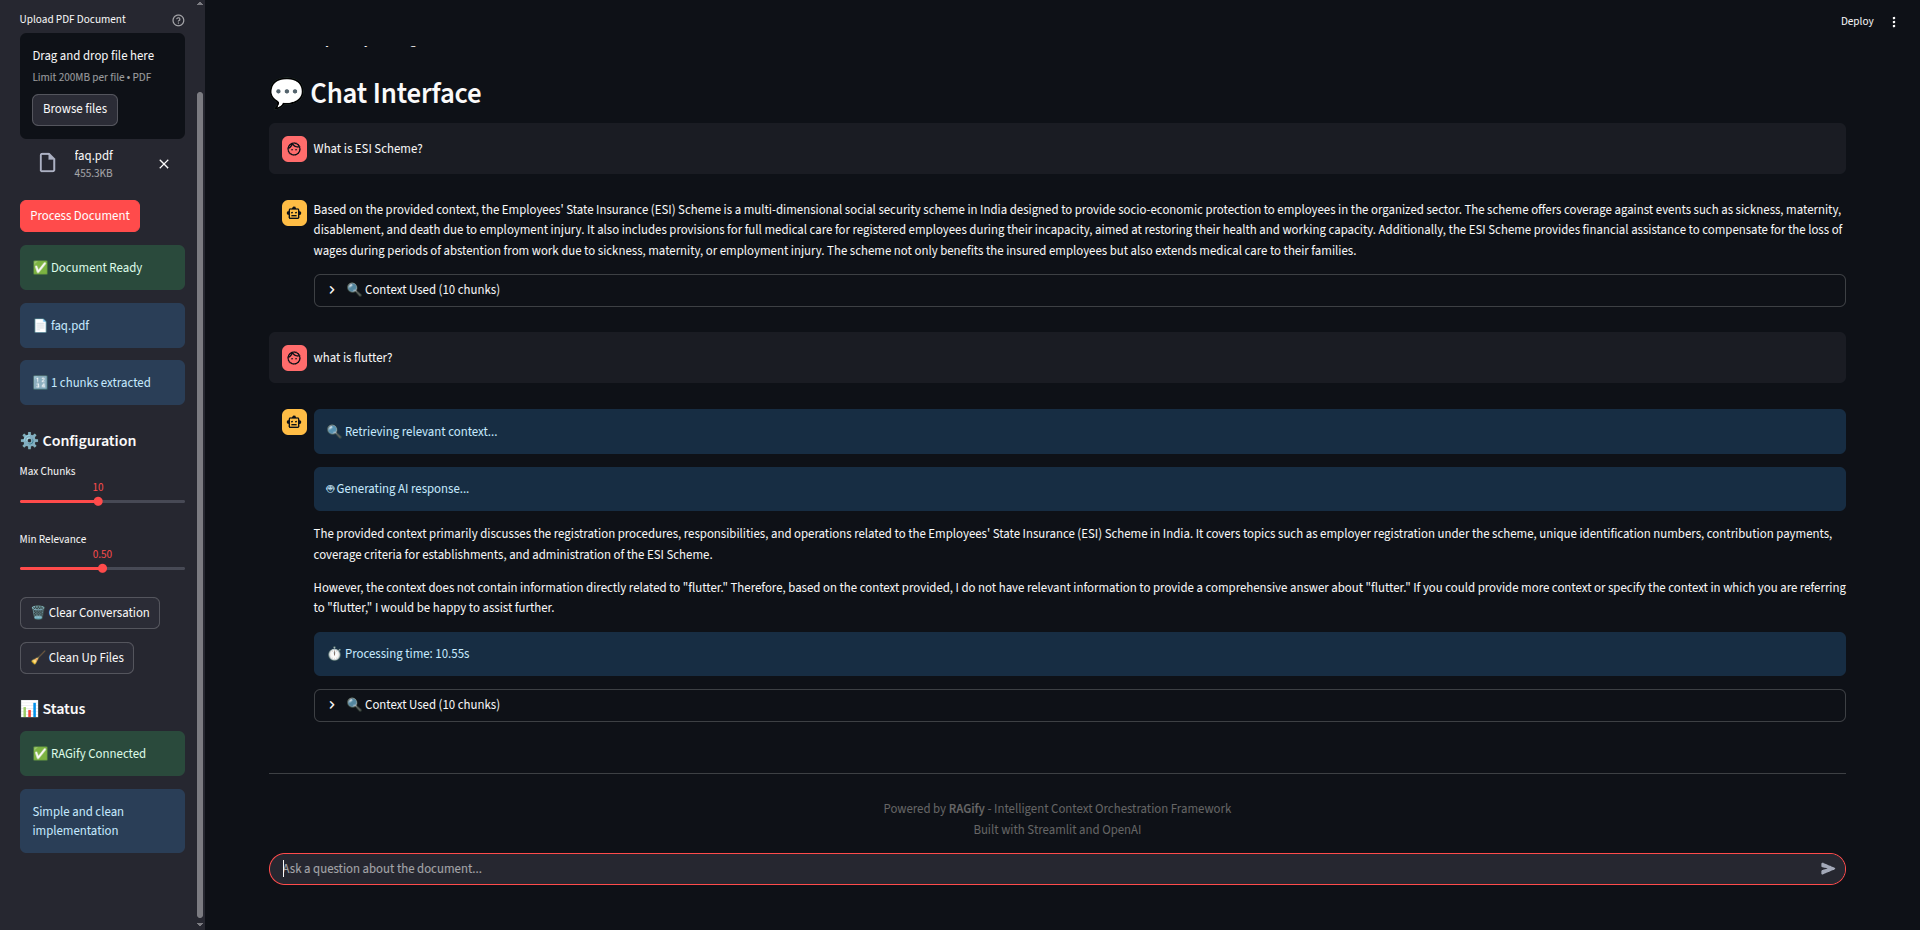 Upload PDF Document
Drag and drop file here
Limit 200MB per file • PDF
Browse files
faq.pdf
455.3KB
Process Document
✅ Document Ready
📄 faq.pdf
🔢 1 chunks extracted
⚙️ Configuration
Max Chunks
10
Min Relevance
0.50
🗑️ Clear Conversation
🧹 Clean Up Files
📊 Status
✅ RAGify Connected
Simple and clean
implementation
Deploy
💬 Chat Interface
What is ESI Scheme?
Based on the provided context, the Employees' State Insurance (ESI) Scheme is a multi-dimensional social security scheme in India designed to provide socio-economic protection to employees in the organized sector. The scheme offers coverage against events such as sickness, maternity,
disablement, and death due to employment injury. It also includes provisions for full medical care for registered employees during their incapacity, aimed at restoring their health and working capacity. Additionally, the ESI Scheme provides financial assistance to compensate for the loss of
wages during periods of abstention from work due to sickness, maternity, or employment injury. The scheme not only benefits the insured employees but also extends medical care to their families.
🔍 Context Used (10 chunks)
what is flutter?
🔍 Retrieving relevant context...
Generating AI response...
The provided context primarily discusses the registration procedures, responsibilities, and operations related to the Employees' State Insurance (ESI) Scheme in India. It covers topics such as employer registration under the scheme, unique identification numbers, contribution payments,
coverage criteria for establishments, and administration of the ESI Scheme.
However, the context does not contain information directly related to "flutter." Therefore, based on the context provided, I do not have relevant information to provide a comprehensive answer about "flutter." If you could provide more context or specify the context in which you are referring
to "flutter," I would be happy to assist further.
⏱️ Processing time: 10.55s
🔍 Context Used (10 chunks)
Powered by RAGify - Intelligent Context Orchestration Framework
Built with Streamlit and OpenAI
Ask a question about the document...